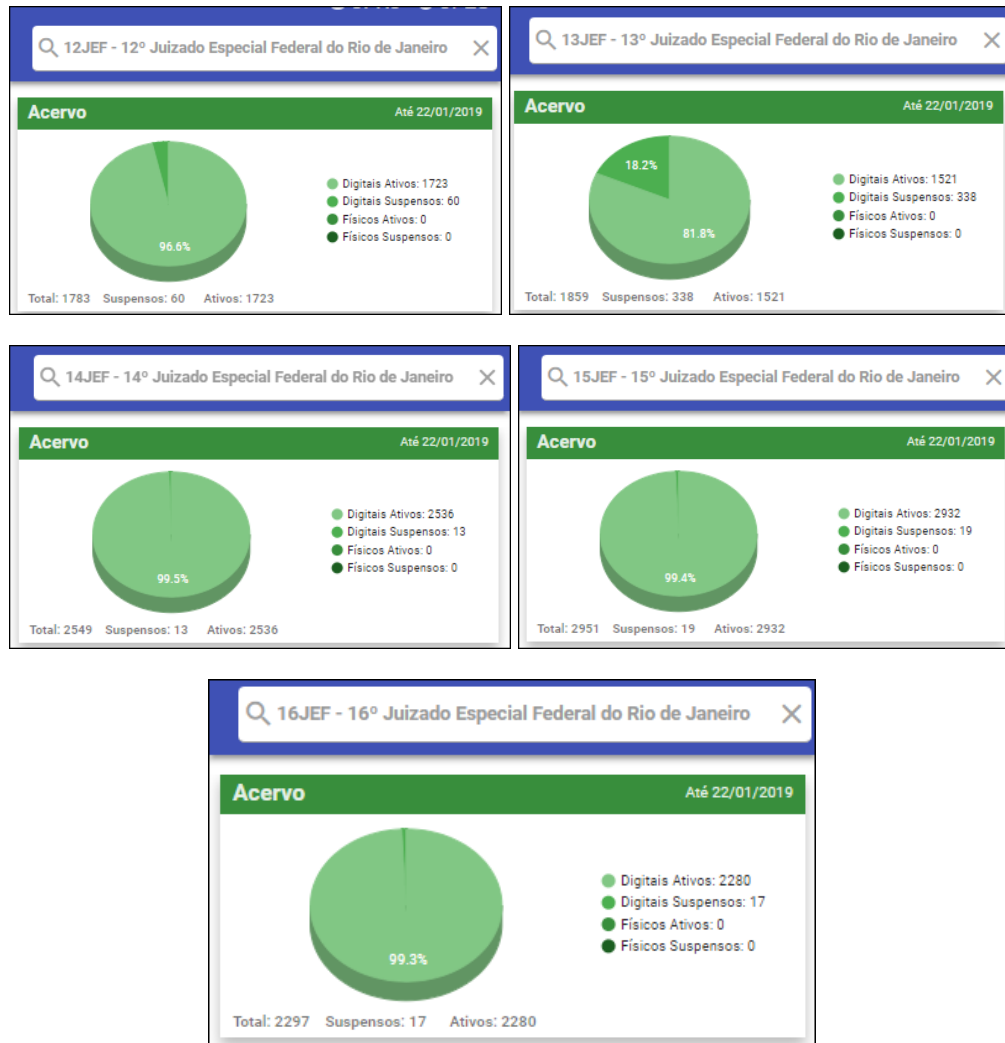 12JEF - 12º Juizado Especial Federal do Rio de Janeiro
Acervo Até 22/01/2019
96.6%
Digitais Ativos: 1723
Digitais Suspensos: 60
Físicos Ativos: 0
Físicos Suspensos: 0
Total: 1783 Suspensos: 60 Ativos: 1723
13JEF - 13º Juizado Especial Federal do Rio de Janeiro
Acervo Até 22/01/2019
18.2%
81.8%
Digitais Ativos: 1521
Digitais Suspensos: 338
Físicos Ativos: 0
Físicos Suspensos: 0
Total: 1859 Suspensos: 338 Ativos: 1521
14JEF - 14º Juizado Especial Federal do Rio de Janeiro
Acervo Até 22/01/2019
99.5%
Digitais Ativos: 2536
Digitais Suspensos: 13
Físicos Ativos: 0
Físicos Suspensos: 0
Total: 2549 Suspensos: 13 Ativos: 2536
15JEF - 15º Juizado Especial Federal do Rio de Janeiro
Acervo Até 22/01/2019
99.4%
Digitais Ativos: 2932
Digitais Suspensos: 19
Físicos Ativos: 0
Físicos Suspensos: 0
Total: 2951 Suspensos: 19 Ativos: 2932
16JEF - 16º Juizado Especial Federal do Rio de Janeiro
Acervo Até 22/01/2019
99.3%
Digitais Ativos: 2280
Digitais Suspensos: 17
Físicos Ativos: 0
Físicos Suspensos: 0
Total: 2297 Suspensos: 17 Ativos: 2280